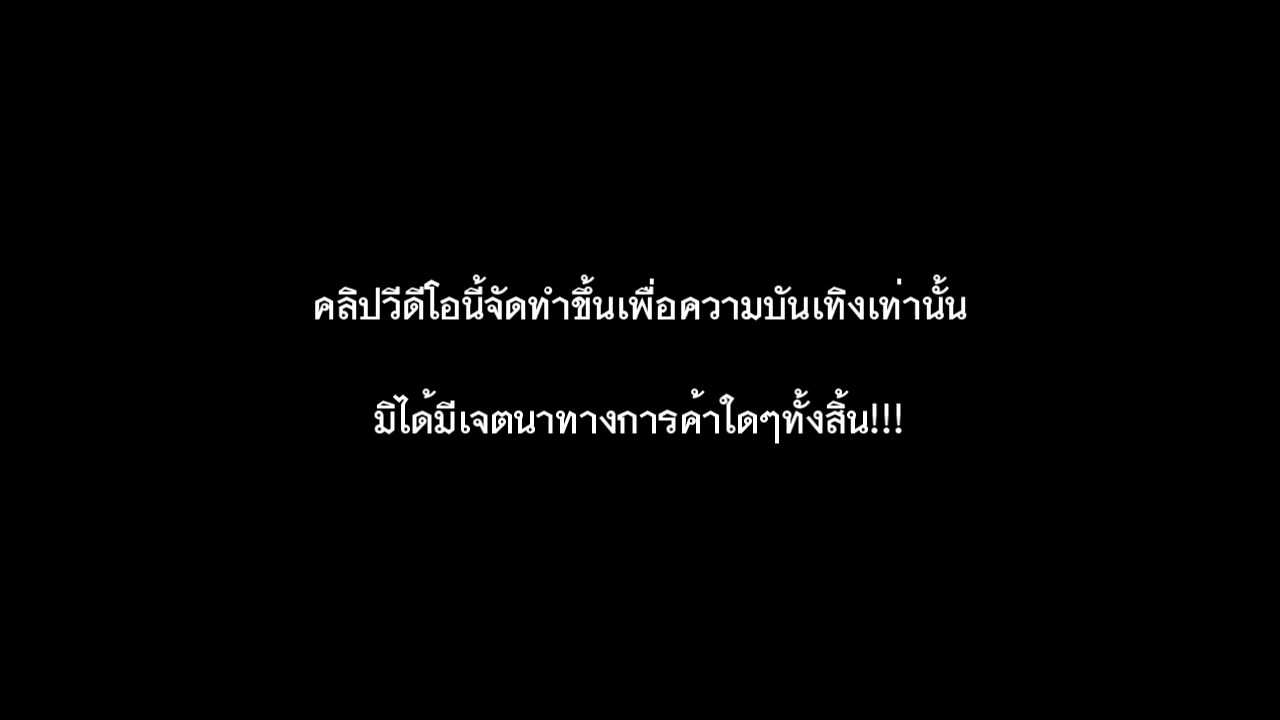 คลิปวีดีโอนี้จัดทำขึ้นเพื่อความบันเทิงเท่านั้น
มิได้มีเจตนาทางการค้าใดๆทั้งสิ้น!!!